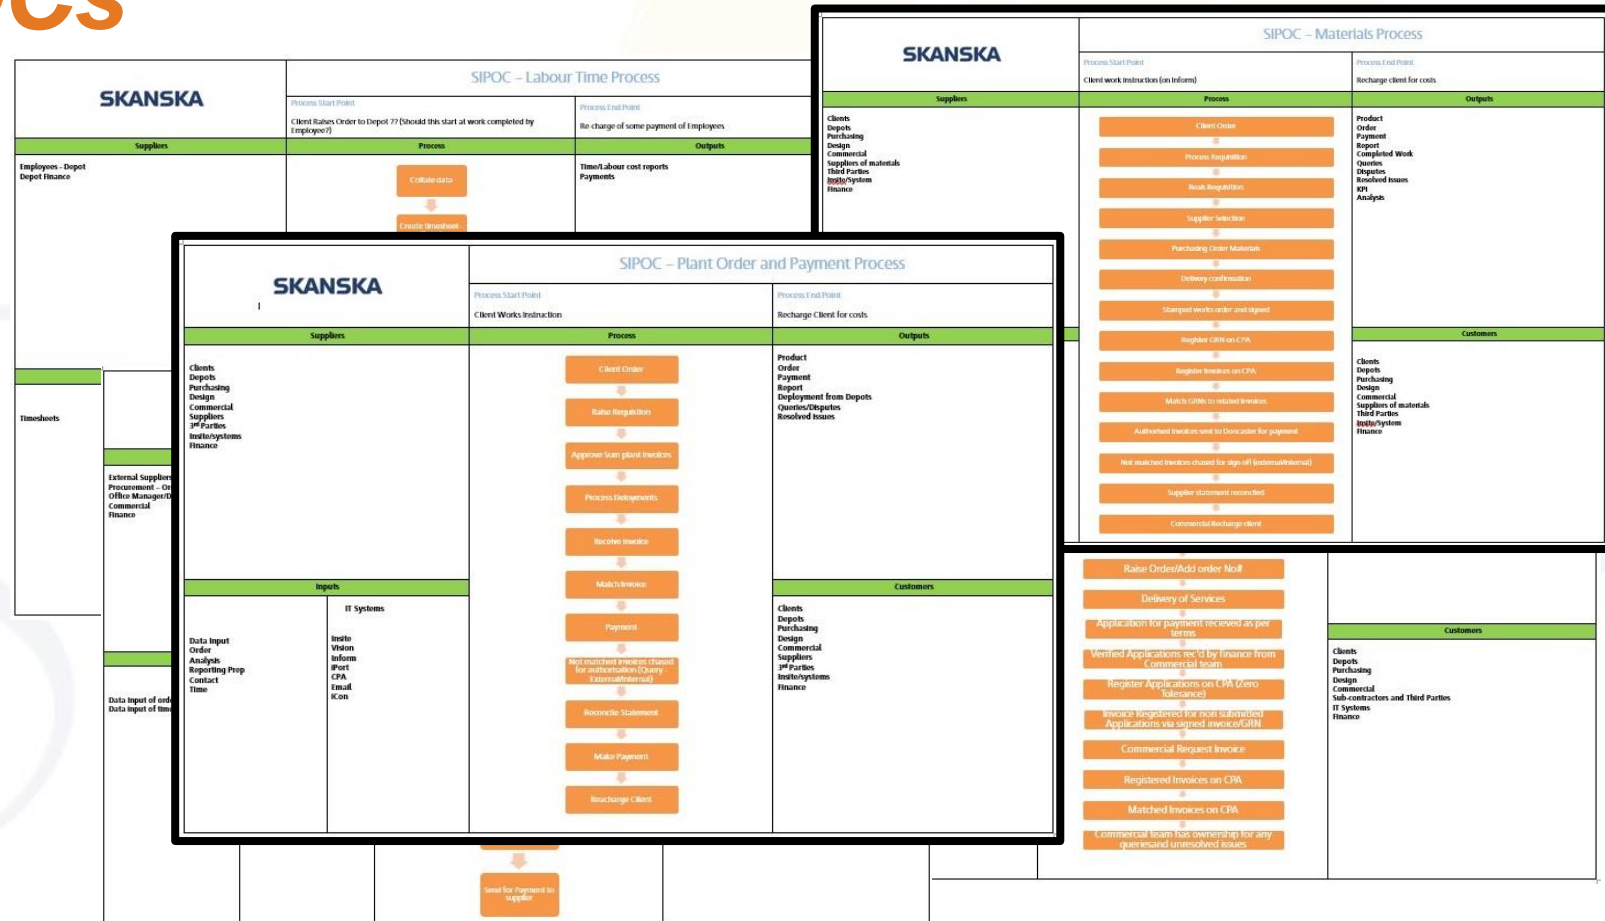 SKANSKA
SIPOC – Labour Time Process
Process Start Point
Client Raises Order to Depot ?? (Should this start at work completed by
Employee?)
Process End Point
Re charge of some payment of Employees
Suppliers
Process
Outputs
Employees - Depot
Depot Finance
Collate data
Create timesheet
Time/Labour cost reports
Payments
Timesheets
SKANSKA
SIPOC – Materials Process
Process Start Point
Client work instruction (on Inform)
Process End Point
Recharge client for costs
Suppliers
Process
Outputs
Clients
Depots
Purchasing
Design
Commercial
Suppliers of materials
Third Parties
Insite/System
Finance
Client Order
Process Requisition
Supplier Selection
Purchasing Order Materials
Delivery confirmation
Stamped works order and signed
Register GRN on CPA
Register Invoices on CPA
Match GRNs to related invoices
Authorised invoices sent to Doncaster for payment
Not matched invoices chased for sign off (external/internal)
Supplier statement reconciled
Commercial Recharge client
Product
Order
Payment
Report
Completed Work
Queries
Disputes
Resolved Issues
KPI
Analysis
Customers
Clients
Depots
Purchasing
Design
Commercial
Suppliers of materials
Third Parties
Insite/System
Finance
SKANSKA
SIPOC – Plant Order and Payment Process
Process Start Point
Client Works Instruction
Process End Point
Recharge Client for costs
Suppliers
Process
Outputs
Clients
Depots
Purchasing
Design
Commercial
Suppliers
3rd Parties
Insite/systems
Finance
Client Order
Raise Requistion
Approve Sum plant invoices
Process Deloyments
Receive Invoice
Match Invoice
Payment
Not matched invoices chased
for authorisation (Query -
External/Internal)
Reconcile Statement
Make Payment
Reacharge Client
Product
Order
Payment
Report
Deployment from Depots
Queries/Disputes
Resolved Issues
Inputs
IT Systems
Data Input
Order
Analysis
Reporting Prep
Contact
Time
Insite
Vision
Inform
iPort
CPA
Email
iCon
Customers
Clients
Depots
Purchasing
Design
Commercial
Suppliers
3rd Parties
Insite/systems
Finance
External Suppliers
Procurement – Or
Office Manager/D
Commercial
Finance
Data Input of ord
Data input of tim
Send for Payment to
supplier
Raise Order/Add order No#
Delivery of Services
Application for payment recieved as per
terms
Verified Applications rec'd by finance from
Commercial team
Register Applications on CPA (Zero
Tolerance)
Invoice Registered for non submitted
Applications via signed invoice/GRN
Commercial Request Invoice
Registered Invoices on CPA
Matched Invoices on CPA
Commercial team has ownership for any
queriesand unresolved issues
Customers
Clients
Depots
Purchasing
Design
Commercial
Sub-contractors and Third Parties
IT Systems
Finance